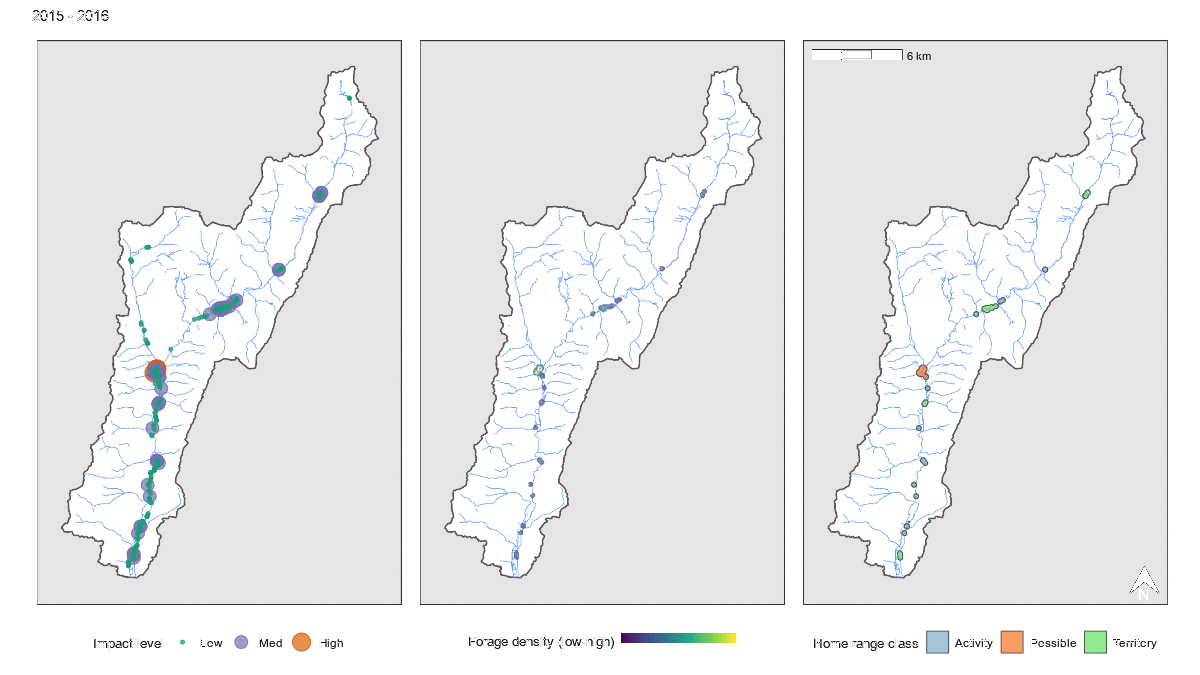 2015 - 2016
6 km
N
Impact level Low Med High
Forage density (low-high)
Home range class Activity Possible Territory